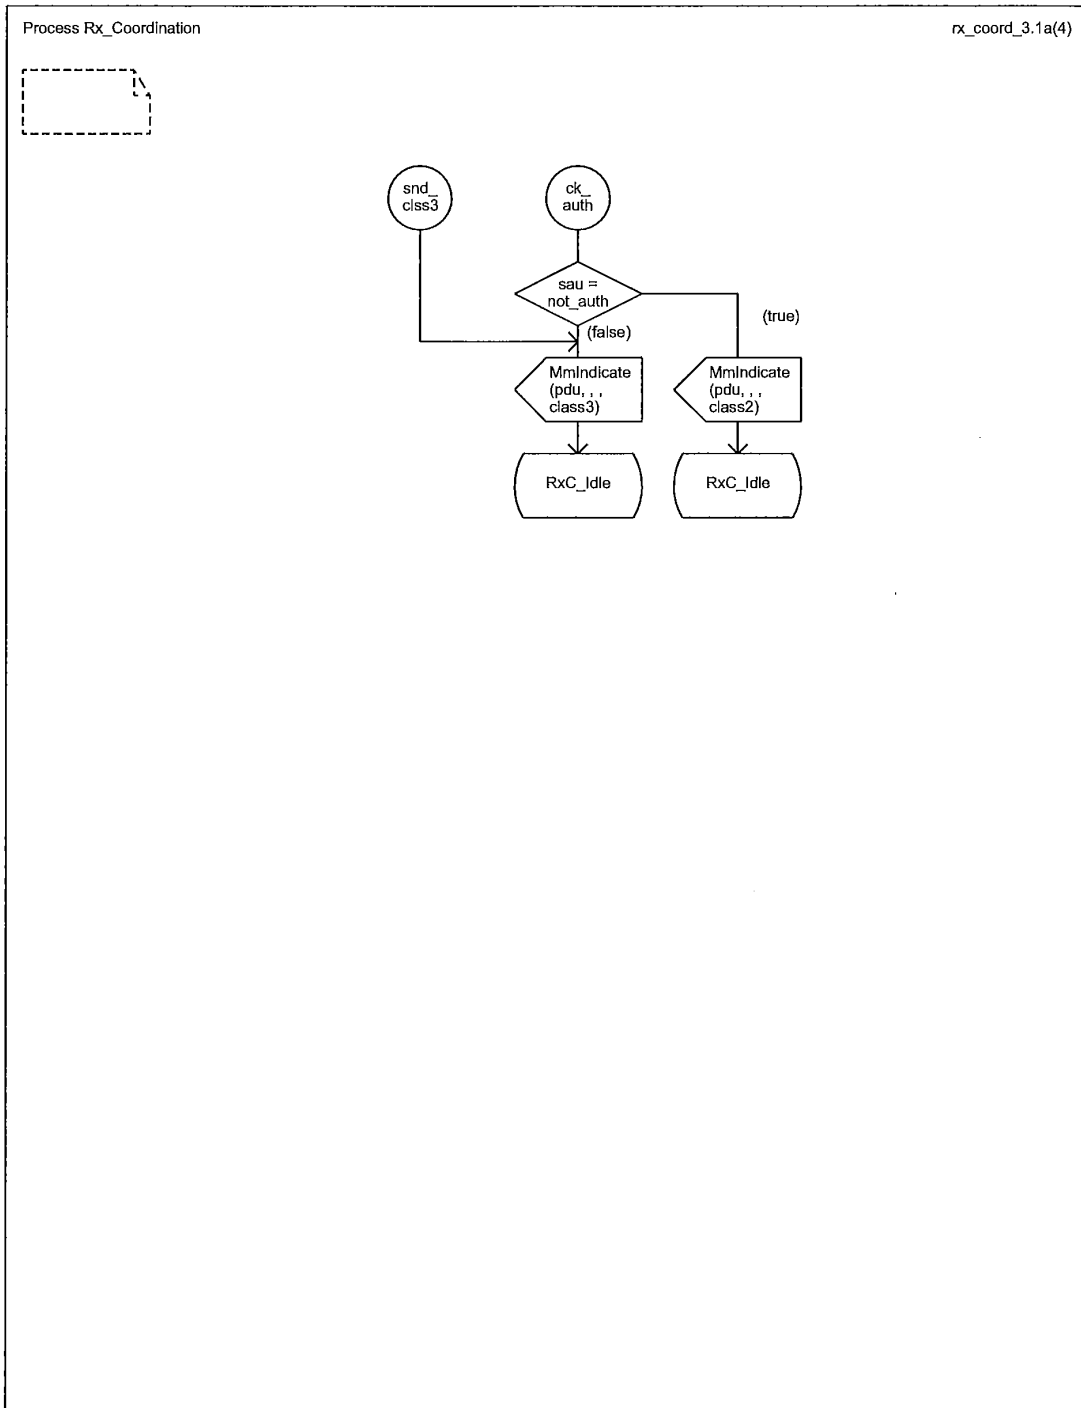 Process Rx_Coordination
rx_coord_3.1a(4)
snd_
clss3
ck_
auth
sau =
not_auth
(true)
(false)
MmIndicate
(pdu, , ,
class3)
MmIndicate
(pdu, , ,
class2)
RxC_Idle
RxC_Idle